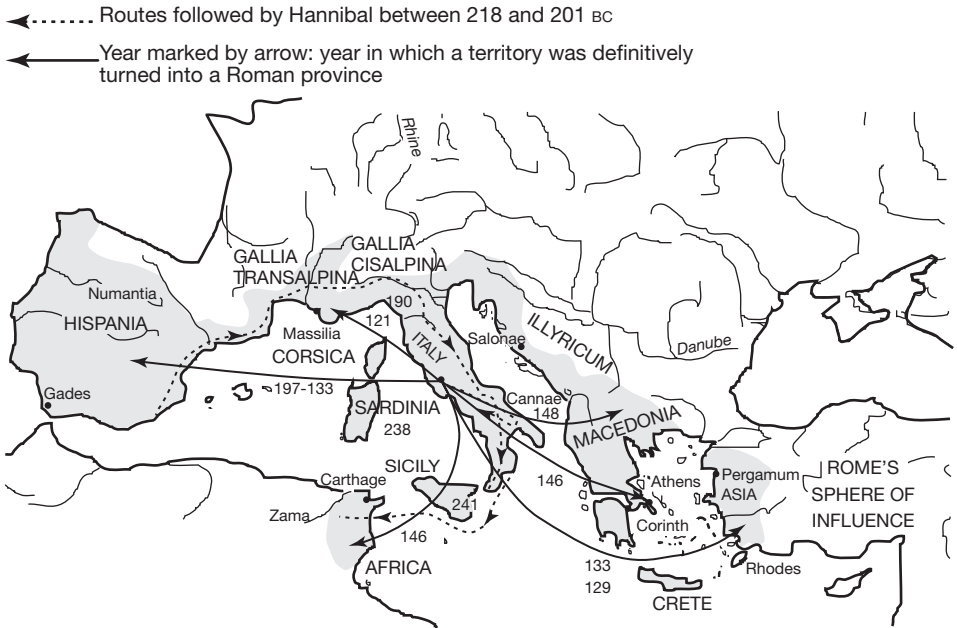 Routes followed by Hannibal between 218 and 201 BC
Year marked by arrow: year in which a territory was definitively
turned into a Roman province
Rhine
GALLIA
TRANSALPINA
GALLIA
CISALPINA
Numantia
HISPANIA
190
121
Massilia
CORSICA
ITALY
Salonae
ILLYRICUM
Danube
197-133
Gades
SARDINIA
238
Cannae
148
MACEDONIA
SICILY
Carthage
241
146
Athens
Pergamum
ASIA
ROME'S
SPHERE OF
INFLUENCE
Zama
146
Corinth
AFRICA
133
129
Rhodes
CRETE